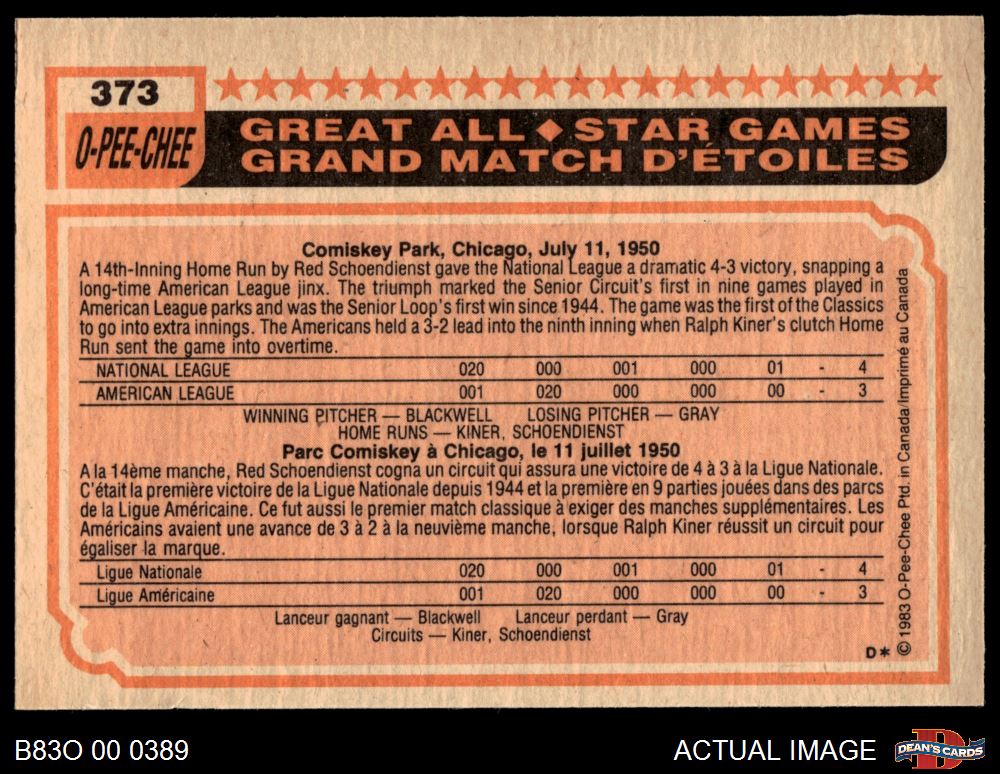 373
O-PEE-CHEE
GREAT ALL◆STAR GAMES
GRAND MATCH D'ÉTOILES
Comiskey Park, Chicago, July 11, 1950
A 14th-Inning Home Run by Red Schoendienst gave the National League a dramatic 4-3 victory, snapping a
long-time American League jinx. The triumph marked the Senior Circuit's first in nine games played in
American League parks and was the Senior Loop's first win since 1944. The game was the first of the Classics
to go into extra innings. The Americans held a 3-2 lead into the ninth inning when Ralph Kiner's clutch Home
Run sent the game into overtime.
NATIONAL LEAGUE 020 000 001 000 01 - 4
AMERICAN LEAGUE 001 020 000 000 00 - 3
WINNING PITCHER — BLACKWELL LOSING PITCHER — GRAY
HOME RUNS — KINER, SCHOENDIENST
Parc Comiskey à Chicago, le 11 juillet 1950
A la 14ème manche, Red Schoendienst cogna un circuit qui assura une victoire de 4 à 3 à la Ligue Nationale.
C'était la première victoire de la Ligue Nationale depuis 1944 et la première en 9 parties jouées dans des parcs
de la Ligue Américaine. Ce fut aussi le premier match classique à exiger des manches supplémentaires. Les
Américains avaient une avance de 3 à 2 à la neuvième manche, lorsque Ralph Kiner réussit un circuit pour
égaliser la marque.
Ligue Nationale 020 000 001 000 01 - 4
Ligue Américaine 001 020 000 000 00 - 3
Lanceur gagnant — Blackwell Lanceur perdant — Gray
Circuits — Kiner, Schoendienst
D*
© 1983 O-Pee-Chee Ptd. in Canada/Imprimé au Canada
B83O 00 0389
ACTUAL IMAGE
DEAN'S CARDS